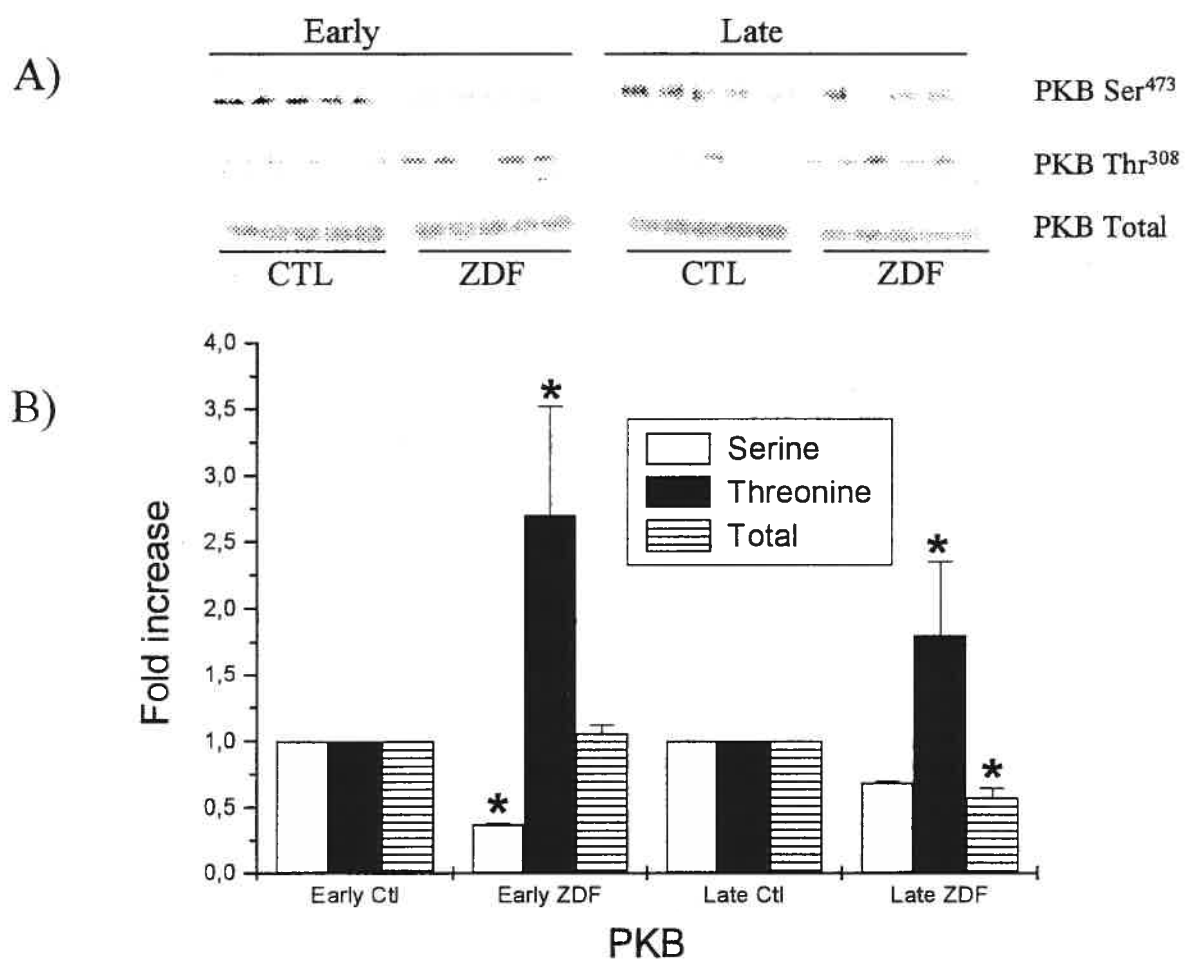 Early Late
A)
PKB Ser473
PKB Thr308
PKB Total
CTL ZDF CTL ZDF
B)
4,0
3,5
3,0
2,5
2,0
1,5
1,0
0,5
0,0
Fold increase
*
*
*
*
Serine
Threonine
Total
Early Ctl Early ZDF Late Ctl Late ZDF
PKB